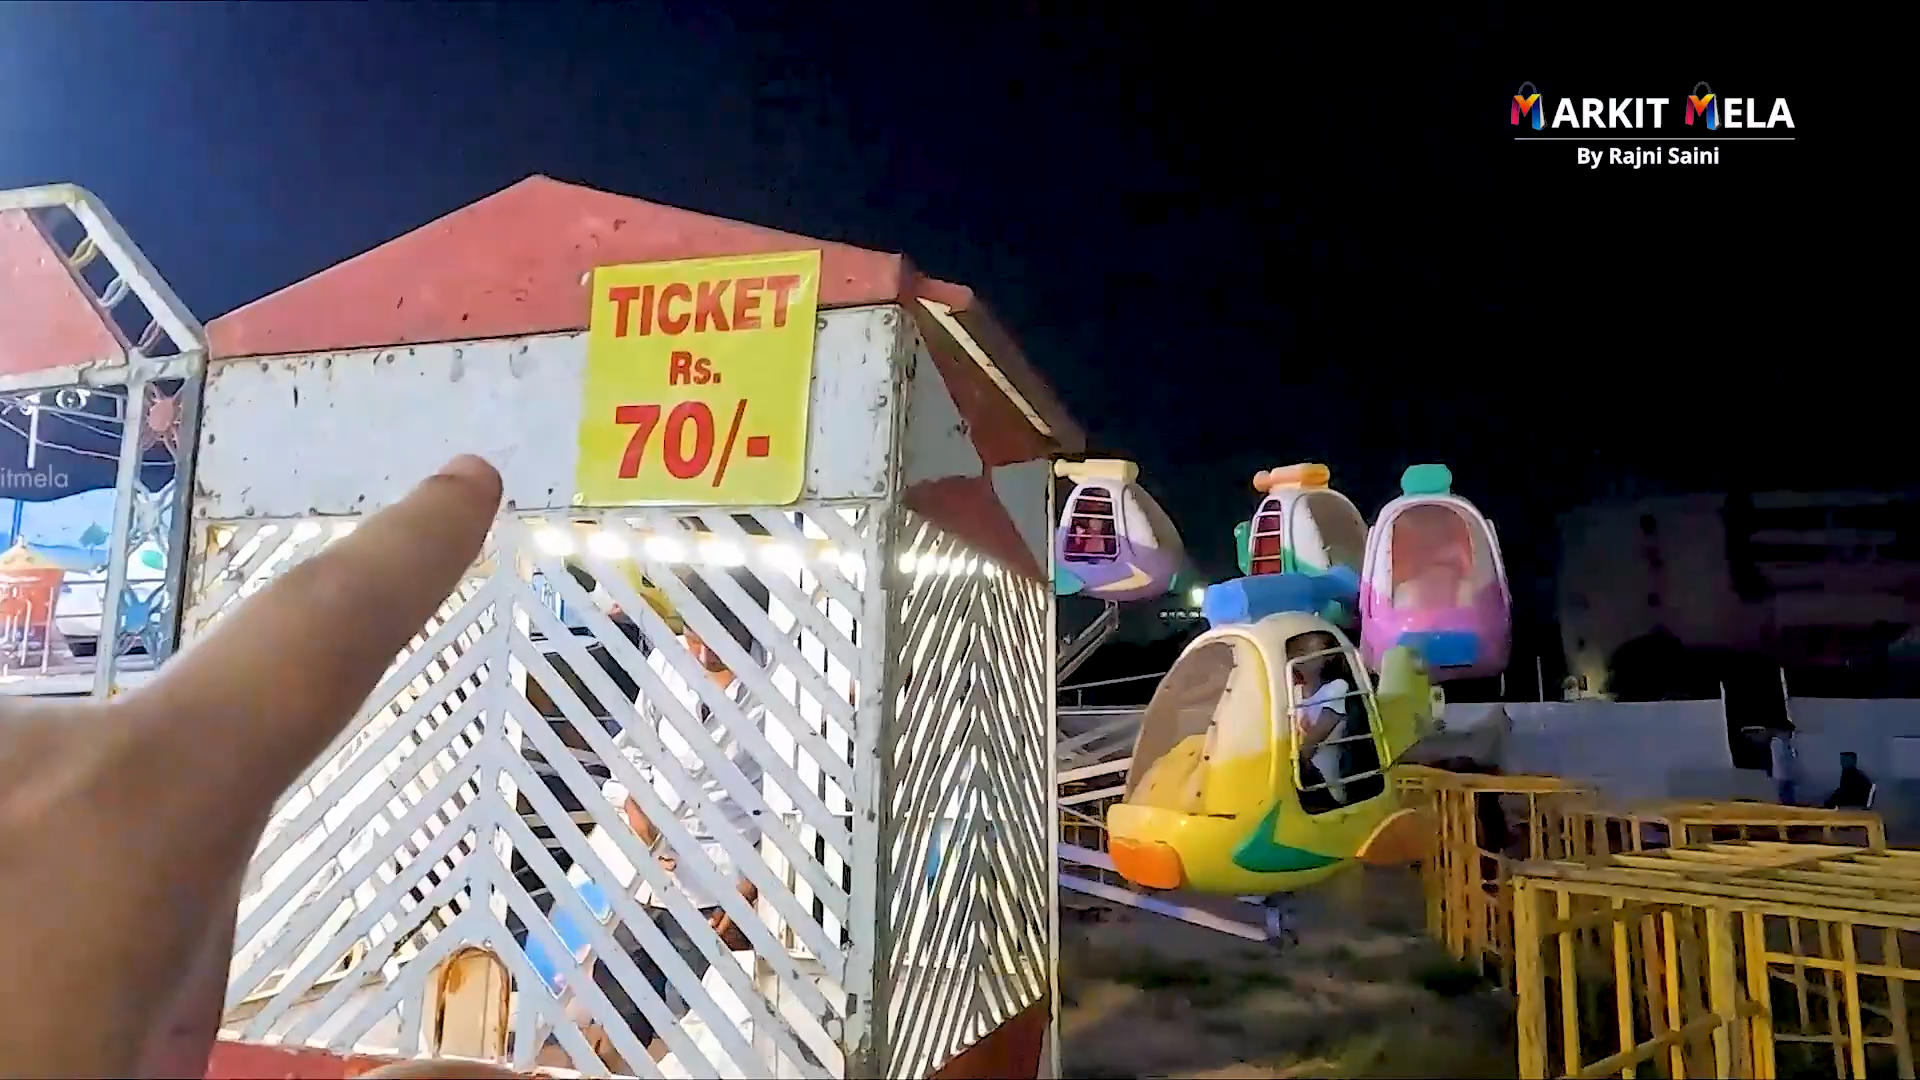 MARKIT MELA
By Rajni Saini
TICKET
Rs.
70/-
itmela